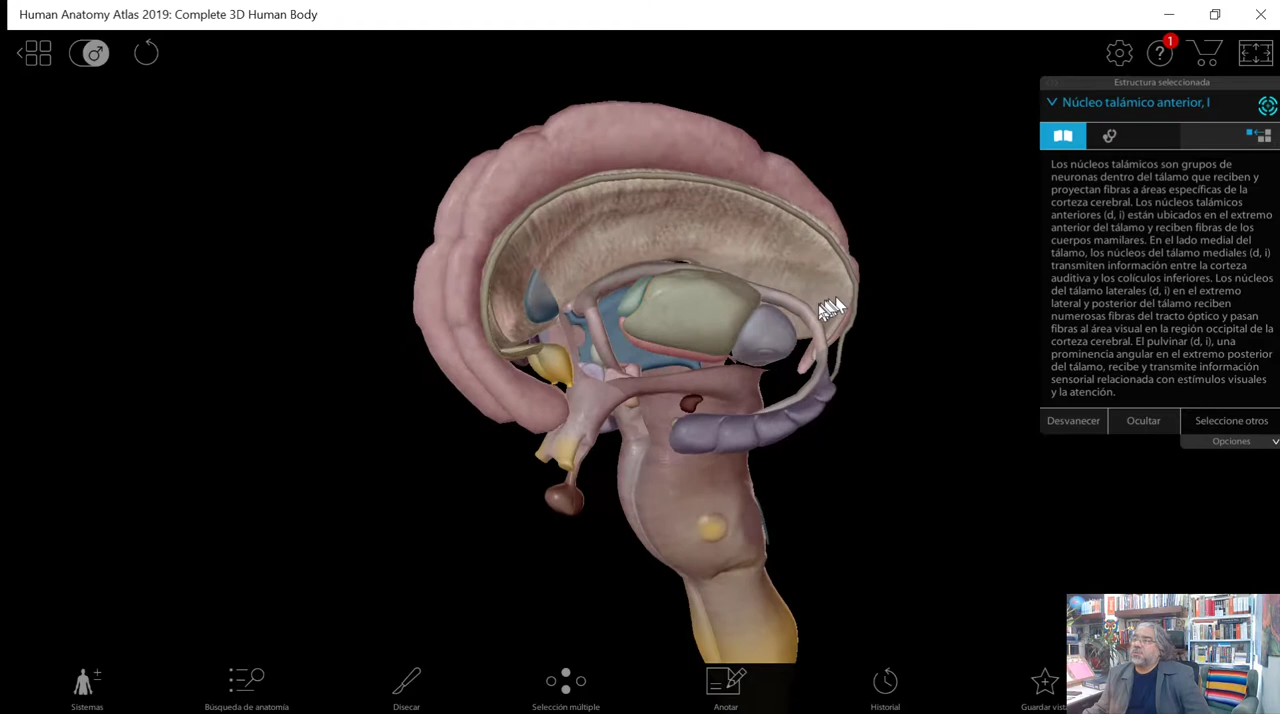 Human Anatomy Atlas 2019: Complete 3D Human Body
1
Estructura seleccionada
Núcleo talámico anterior, I
Los núcleos talámicos son grupos de
neuronas dentro del tálamo que reciben y
proyectan fibras a áreas específicas de la
corteza cerebral. Los núcleos talámicos
anteriores (d, i) están ubicados en el extremo
anterior del tálamo y reciben fibras de los
cuerpos mamilares. En el lado medial del
tálamo, los núcleos del tálamo mediales (d, i)
transmiten información entre la corteza
auditiva y los colículos inferiores. Los núcleos
del tálamo laterales (d, i) en el extremo
lateral y posterior del tálamo reciben
numerosas fibras del tracto óptico y pasan
fibras al área visual en la región occipital de la
corteza cerebral. El pulvinar (d, i), una
prominencia angular en el extremo posterior
del tálamo, recibe y transmite información
sensorial relacionada con estímulos visuales
y la atención.
Desvanecer Ocultar Seleccione otros
Opciones
Sistemas Búsqueda de anatomía Disecar Selección múltiple Anotar Historial Guardar vist